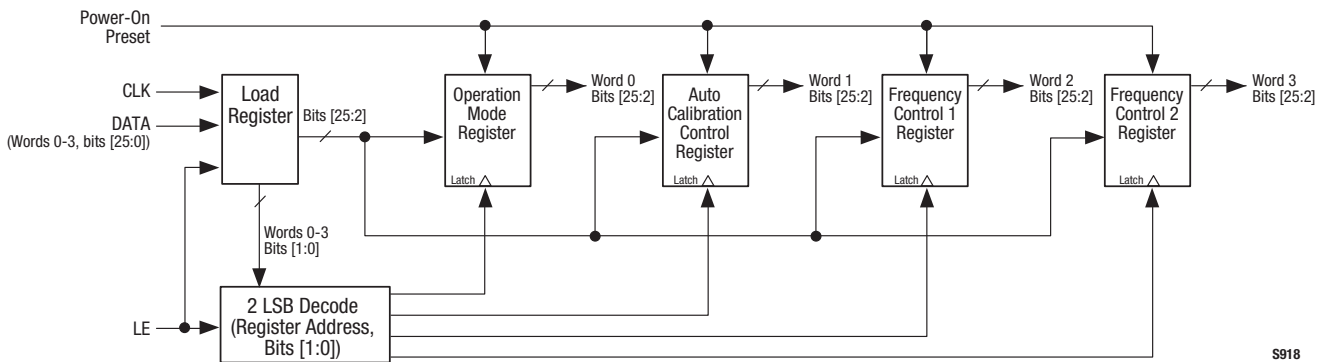 Power-On
Preset
CLK
DATA
(Words 0-3, bits [25:0])
LE
Load
Register
Bits [25:2]
Words 0-3
Bits [1:0]
2 LSB Decode
(Register Address,
Bits [1:0])
Operation
Mode
Register
Latch
Word 0
Bits [25:2]
Auto
Calibration
Control
Register
Latch
Word 1
Bits [25:2]
Frequency
Control 1
Register
Latch
Word 2
Bits [25:2]
Frequency
Control 2
Register
Latch
Word 3
Bits [25:2]
S918